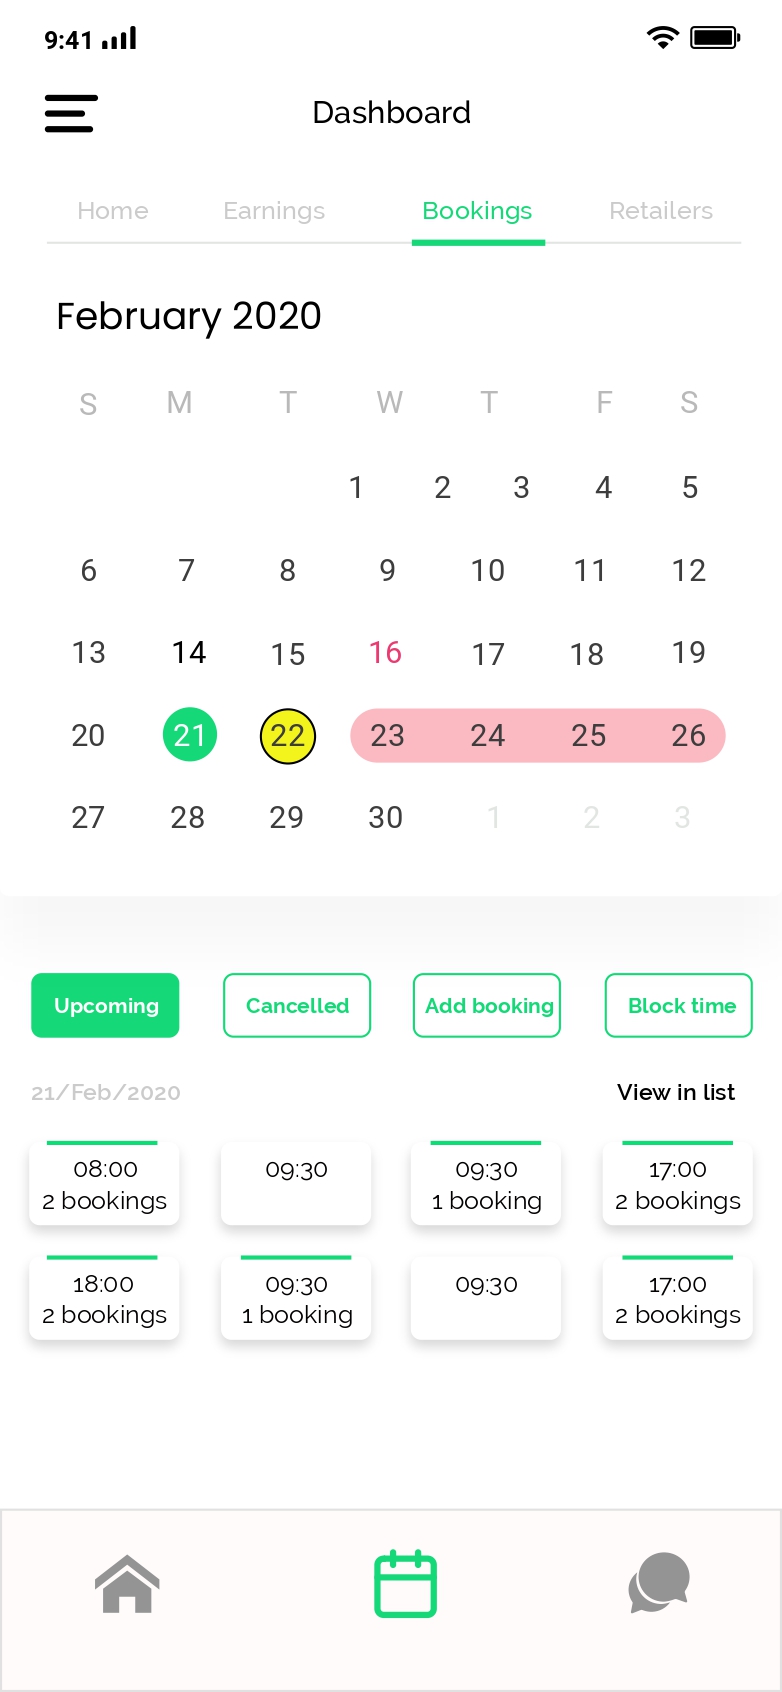 9:41
Dashboard
Home Earnings Bookings Retailers
February 2020
S M T W T F S
1 2 3 4 5
6 7 8 9 10 11 12
13 14 15 16 17 18 19
20 21 22 23 24 25 26
27 28 29 30 1 2 3
Upcoming Cancelled Add booking Block time
21/Feb/2020 View in list
08:00 09:30 09:30 17:00
2 bookings 1 booking 2 bookings
18:00 09:30 09:30 17:00
2 bookings 1 booking 2 bookings